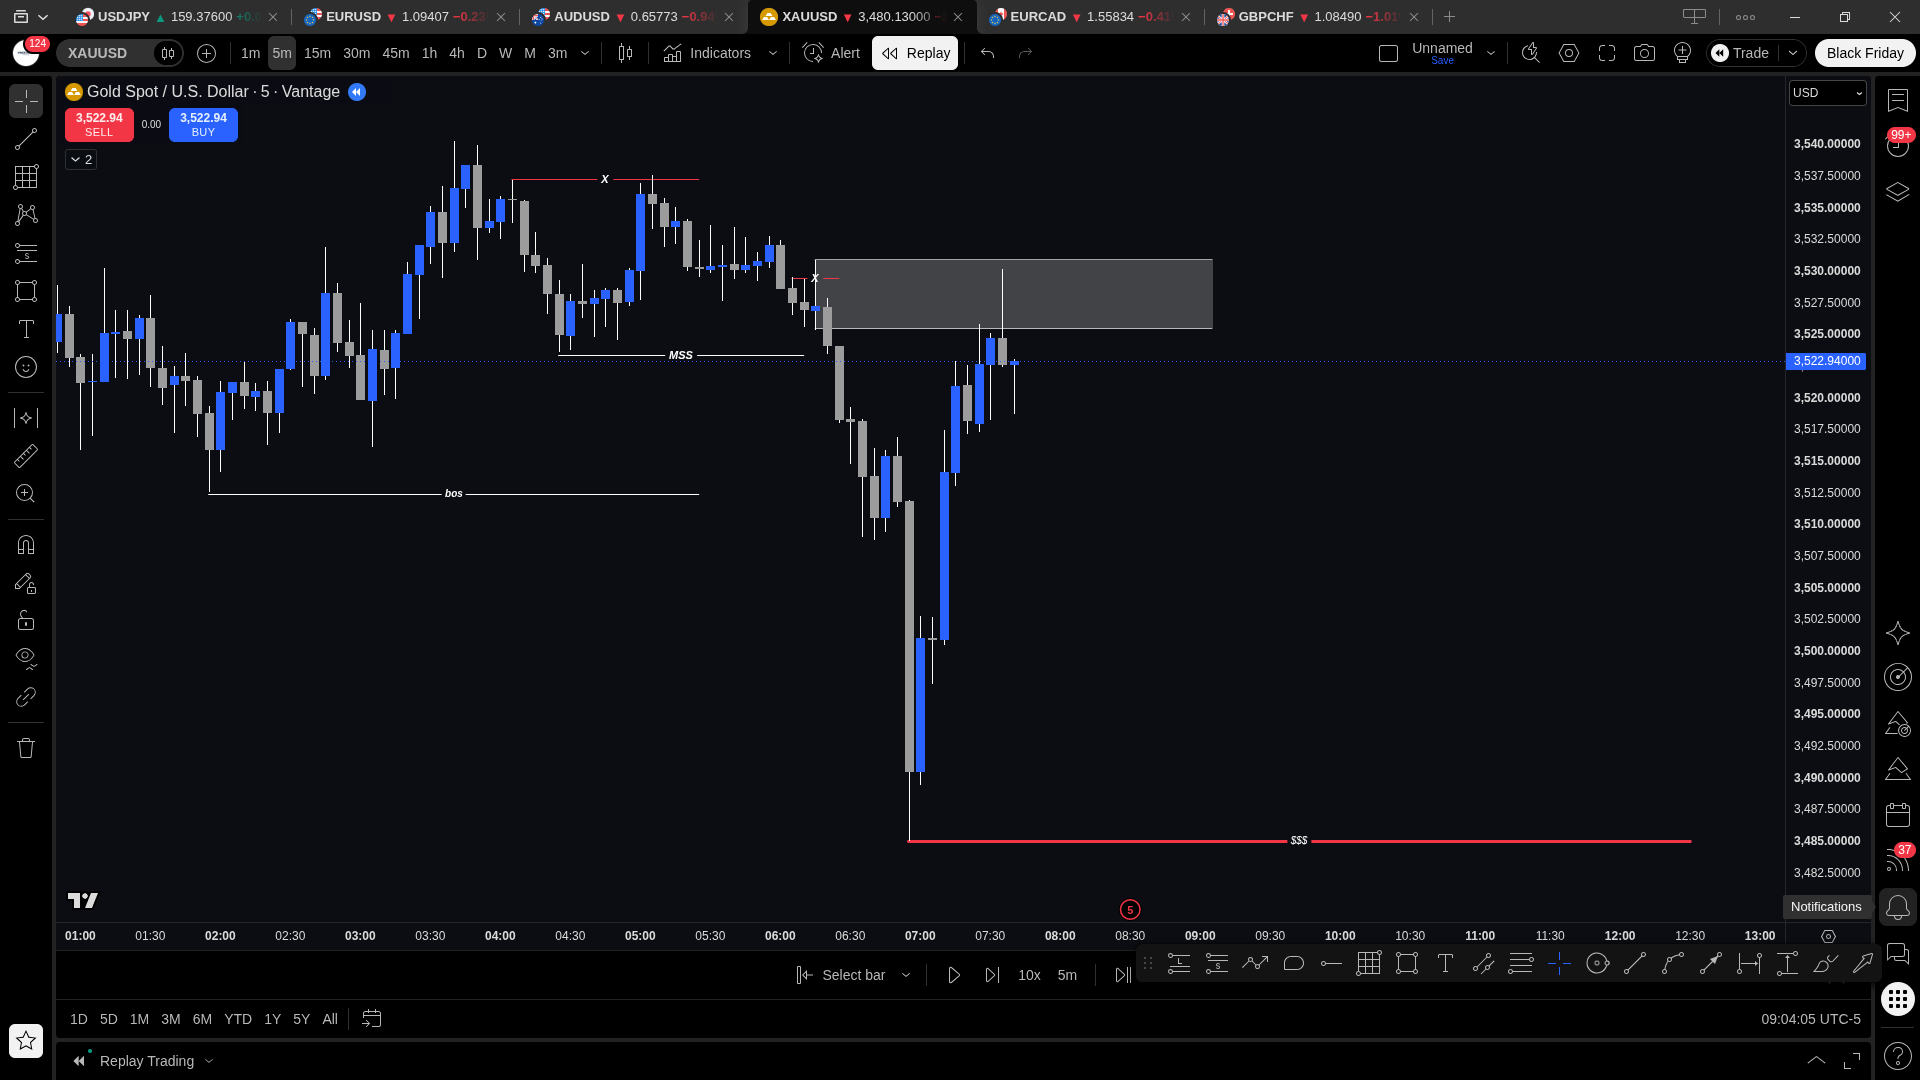 USDJPY ▲ 159.37600
EURUSD ▼ 1.09407 −0.23
AUDUSD ▼ 0.65773 −0.94
XAUUSD ▼ 3,480.13000
EURCAD ▼ 1.55834 −0.41
GBPCHF ▼ 1.08490 −1.01
124
XAUUSD
1m 5m 15m 30m 45m 1h 4h D W M 3m
Indicators
Alert
Replay
Unnamed
Save
Trade
Black Friday
Gold Spot / U.S. Dollar · 5 · Vantage
3,522.94
SELL
0.00
3,522.94
BUY
2
USD
99+
X
X
MSS
bos
$$$
3,540.00000
3,537.50000
3,535.00000
3,532.50000
3,530.00000
3,527.50000
3,525.00000
3,522.94000
3,520.00000
3,517.50000
3,515.00000
3,512.50000
3,510.00000
3,507.50000
3,505.00000
3,502.50000
3,500.00000
3,497.50000
3,495.00000
3,492.50000
3,490.00000
3,487.50000
3,485.00000
3,482.50000
37
5
Notifications
01:00 01:30 02:00 02:30 03:00 03:30 04:00 04:30 05:00 05:30 06:00 06:30 07:00 07:30 08:00 08:30 09:00 09:30 10:00 10:30 11:00 11:30 12:00 12:30 13:00
Select bar
10x
5m
1D 5D 1M 3M 6M YTD 1Y 5Y All
09:04:05 UTC-5
Replay Trading